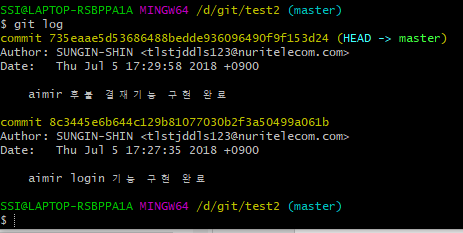 SSI@LAPTOP-RSBPPA1A MINGW64 /d/git/test2 (master)
$ git log
commit 735eaae5d53686488bedde936096490f9f153d24 (HEAD -> master)
Author: SUNGIN-SHIN <tlstjddls123@nuritelecom.com>
Date: Thu Jul 5 17:29:58 2018 +0900
aimir 후불 결재기능 구현 완료
commit 8c3445e6b644c129b81077030b2f3a50499a061b
Author: SUNGIN-SHIN <tlstjddls123@nuritelecom.com>
Date: Thu Jul 5 17:27:35 2018 +0900
aimir login 기능 구현 완료
SSI@LAPTOP-RSBPPA1A MINGW64 /d/git/test2 (master)
$